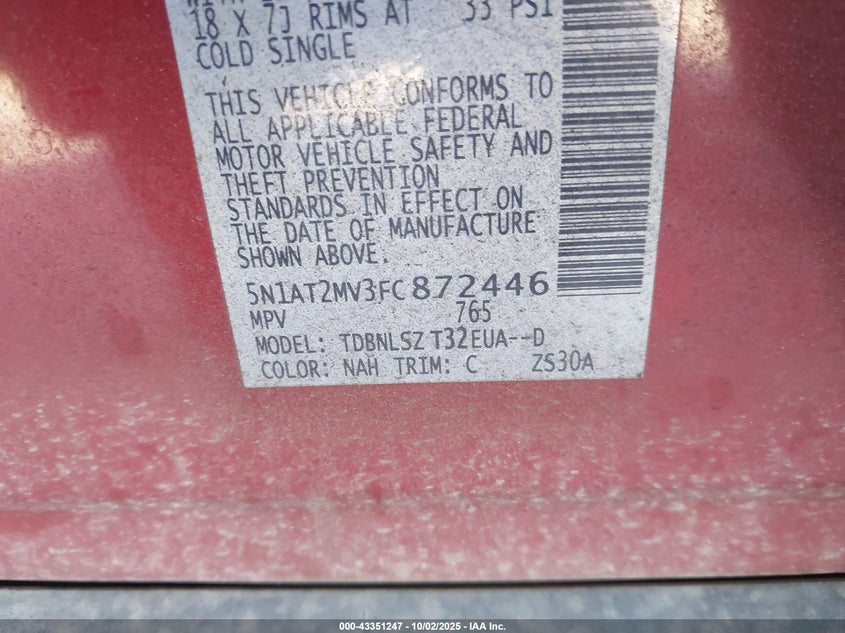 18 X 7J RIMS AT 33 PSI
COLD SINGLE
THIS VEHICLE CONFORMS TO
ALL APPLICABLE FEDERAL
MOTOR VEHICLE SAFETY AND
THEFT PREVENTION
STANDARDS IN EFFECT ON
THE DATE OF MANUFACTURE
SHOWN ABOVE.
5N1AT2MV3FC872446
MPV 765
MODEL: TDBNLSZ T32EUA--D
COLOR: NAH TRIM: C ZS30A
000-43351247 - 10/02/2025 - IAA Inc.